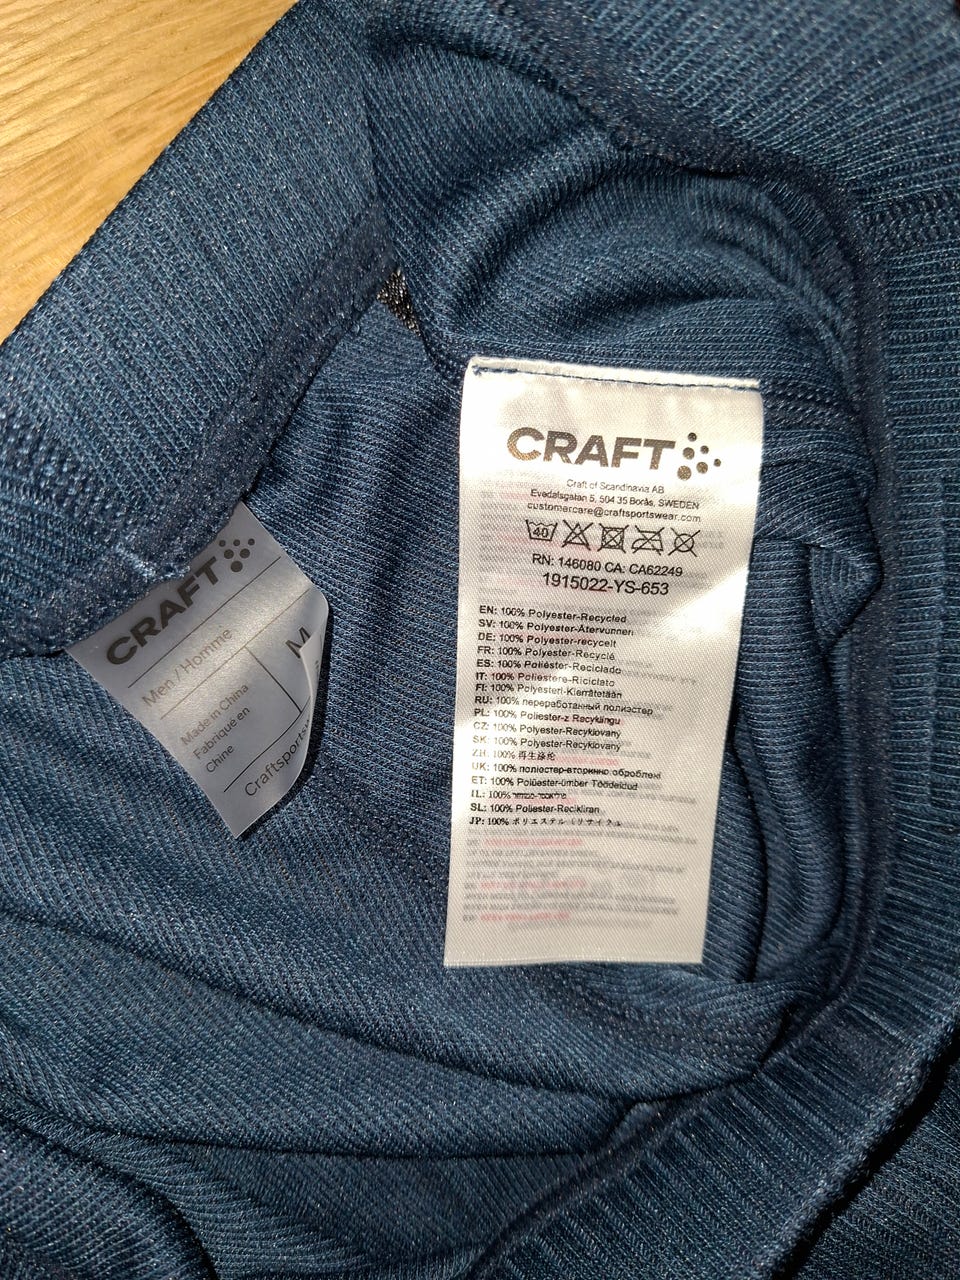 CRAFT
Men / Homme
M
Made in China
Fabriqué en
Chine
CRAFT
Craft of Scandinavia AB
Evedalsgatan 5, 504 35 Borås, SWEDEN
customercare@craftsportswear.com
40
RN: 146080 CA: CA62249
1915022-YS-653
EN: 100% Polyester-Recycled
SV: 100% Polyester-Återvunnen
DE: 100% Polyester-recycelt
FR: 100% Polyester-Recyclé
ES: 100% Poliéster-Reciclado
IT: 100% Poliestere-Riciclato
FI: 100% Polyesteri-Kierrätetään
RU: 100% переработанный полиэстер
PL: 100% Poliester-z Recyklingu
CZ: 100% Polyester-Recyklovaný
SK: 100% Polyester-Recyklovaný
ZH: 100% 再生涤纶
UK: 100% поліестер-вторинно оброблені
ET: 100% Polüester-ümber Töödeldud
IL: 100%
SL: 100% Poliester-Recikliran
JP: 100% ポリエステル (リサイクル